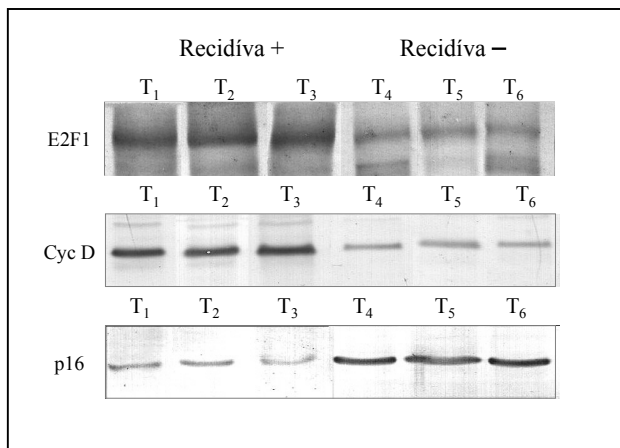 Recidíva + Recidíva –
T1 T2 T3 T4 T5 T6
E2F1
T1 T2 T3 T4 T5 T6
Cyc D
T1 T2 T3 T4 T5 T6
p16